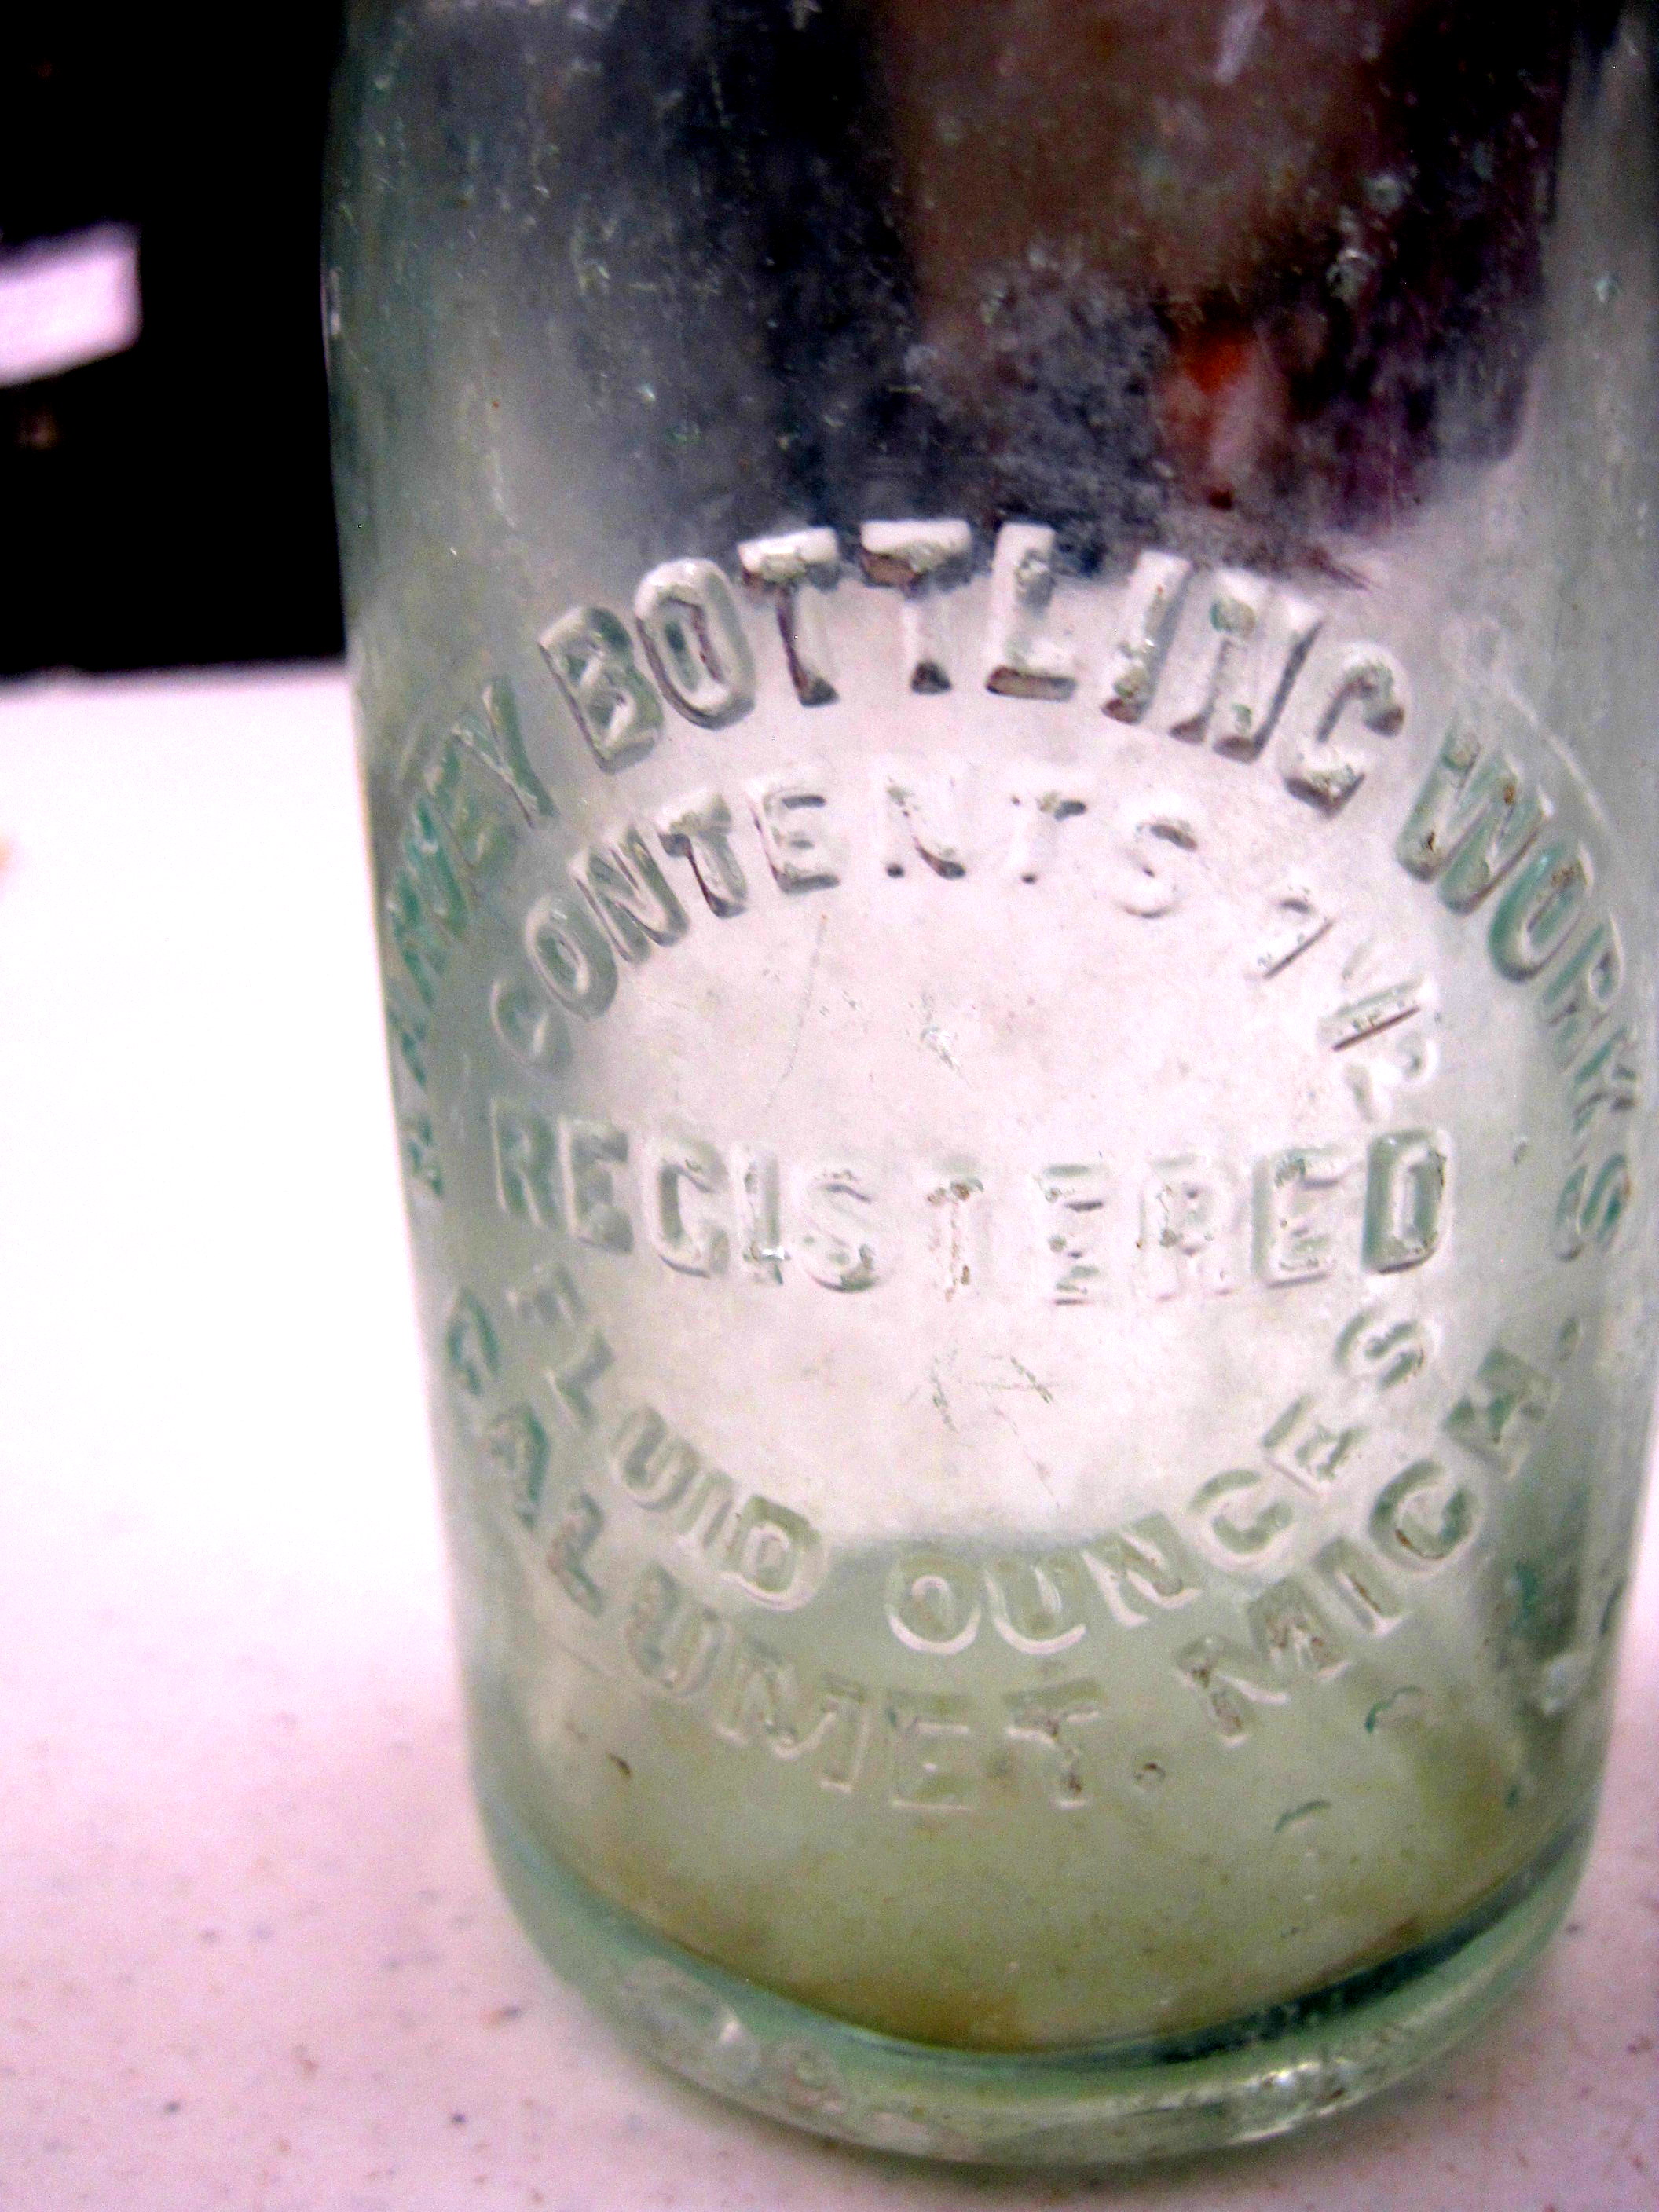 BOTTLING WORKS
CONTENTS 7½
REGISTERED
FLUID OUNCES
CALUMET. MICH.